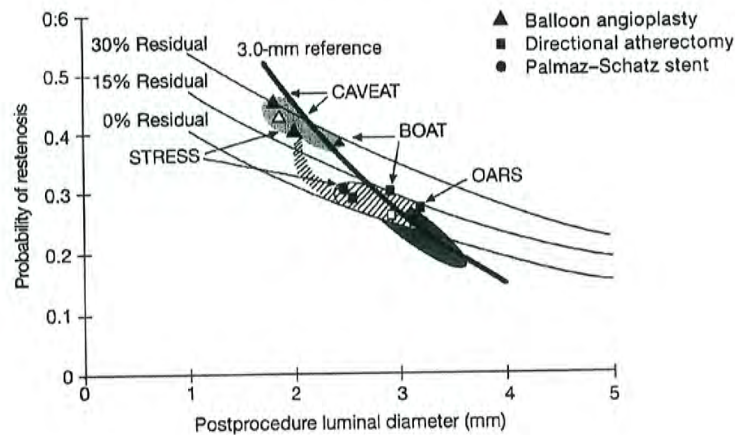 0:6
Balloon angioplasty
Directional atherectomy
Palmaz–Schatz stent
30% Residual
3.0-mm reference
0.5
15% Residual
CAVEAT
0% Residual
BOAT
0.4
STRESS
OARS
0.3
0.2
0.1
0
0 1 2 3 4 5
Probability of restenosis
Postprocedure luminal diameter (mm)